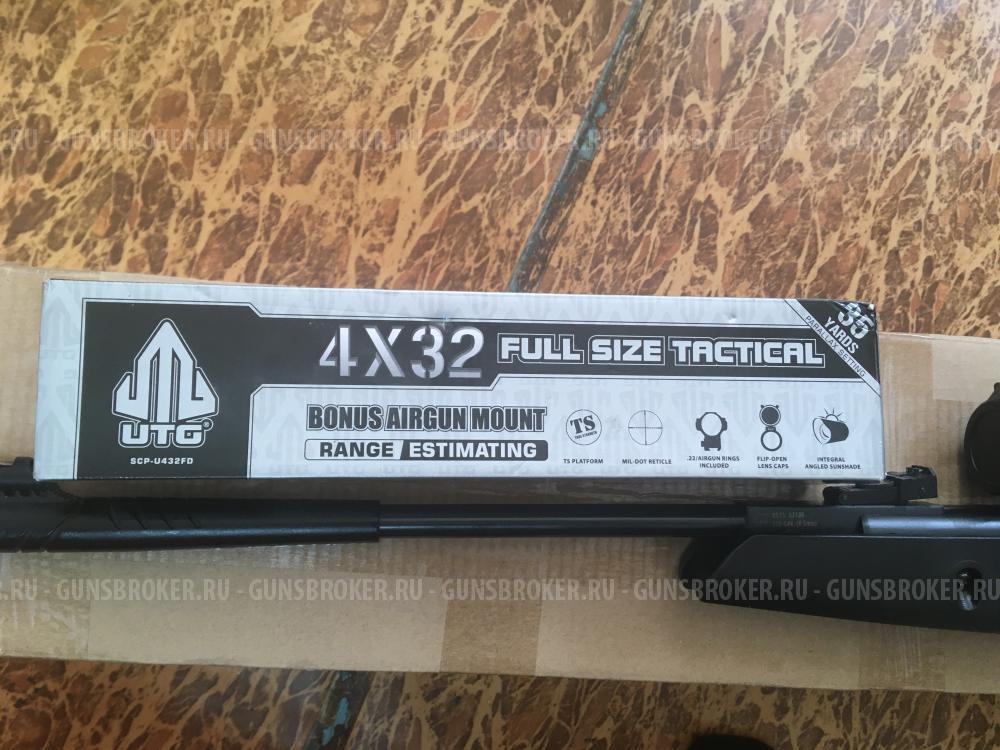 RU - GUNSBROKER.RU - GUNSBROKER.RU - GUNSBROKER.RU - GUNSBROKER.RU - GUNSBROKER.RU
35
YARDS
PARALLAX SETTING
4X32 FULL SIZE TACTICAL
UTG®
SCP-U432FD
BONUS AIRGUN MOUNT
RANGE / ESTIMATING
TS
TS PLATFORM
MIL-DOT RETICLE
.22/AIRGUN RINGS
INCLUDED
FLIP-OPEN
LENS CAPS
INTEGRAL
ANGLED SUNSHADE
RU - GUNSBROKER.RU - GUNSBROKER.RU - GUNSBROKER.RU - GUNSBROKER.RU - GUNSBROKER.RU